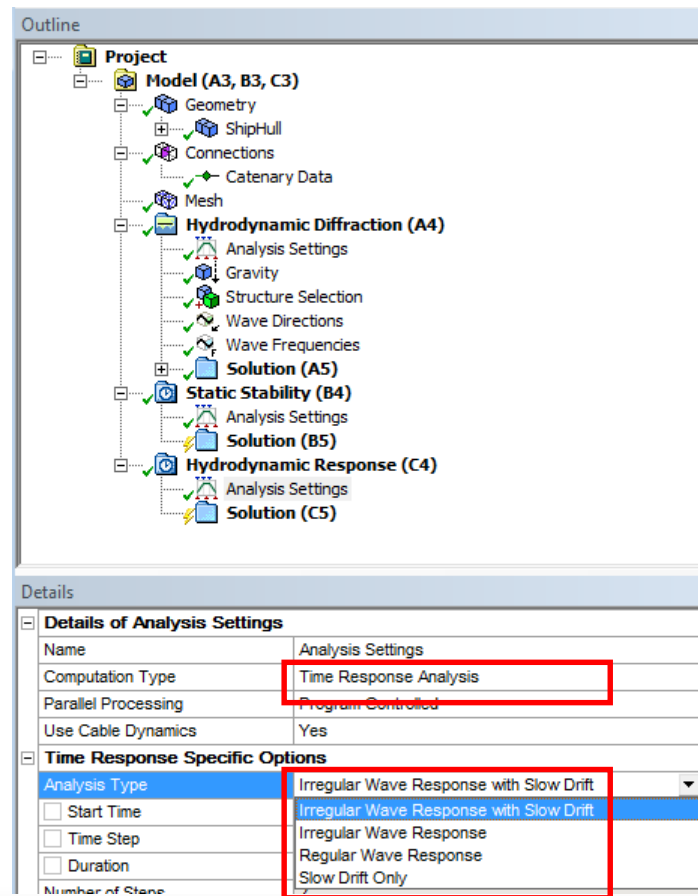 Outline
Project
Model (A3, B3, C3)
Geometry
ShipHull
Connections
Catenary Data
Mesh
Hydrodynamic Diffraction (A4)
Analysis Settings
Gravity
Structure Selection
Wave Directions
Wave Frequencies
Solution (A5)
Static Stability (B4)
Analysis Settings
Solution (B5)
Hydrodynamic Response (C4)
Analysis Settings
Solution (C5)
Details
Details of Analysis Settings
Name Analysis Settings
Computation Type Time Response Analysis
Parallel Processing Program Controlled
Use Cable Dynamics Yes
Time Response Specific Options
Analysis Type Irregular Wave Response with Slow Drift
Start Time Irregular Wave Response with Slow Drift
Time Step Irregular Wave Response
Regular Wave Response
Duration Slow Drift Only
Number of Steps